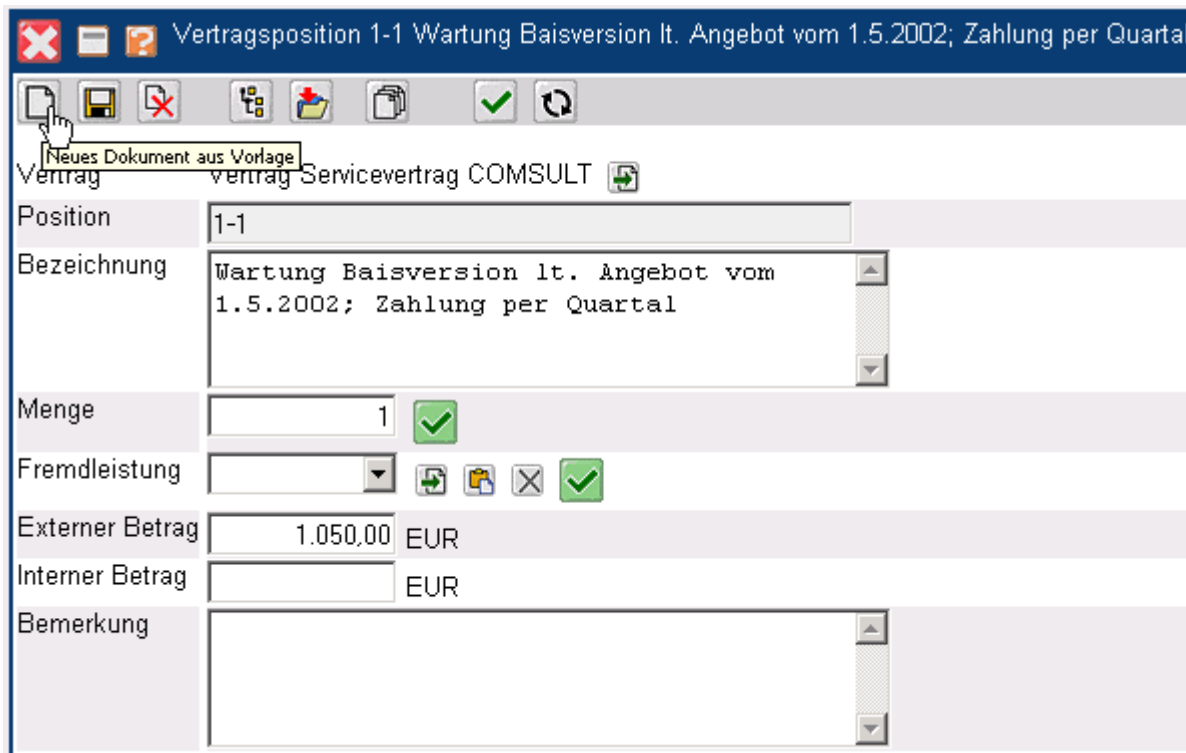 Vertragsposition 1-1 Wartung Baisversion lt. Angebot vom 1.5.2002; Zahlung per Quartal
Neues Dokument aus Vorlage
Vertrag Vertrag Servicevertrag COMSULT
Position 1-1
Bezeichnung Wartung Baisversion lt. Angebot vom
1.5.2002; Zahlung per Quartal
Menge 1
Fremdleistung
Externer Betrag 1.050,00 EUR
Interner Betrag EUR
Bemerkung